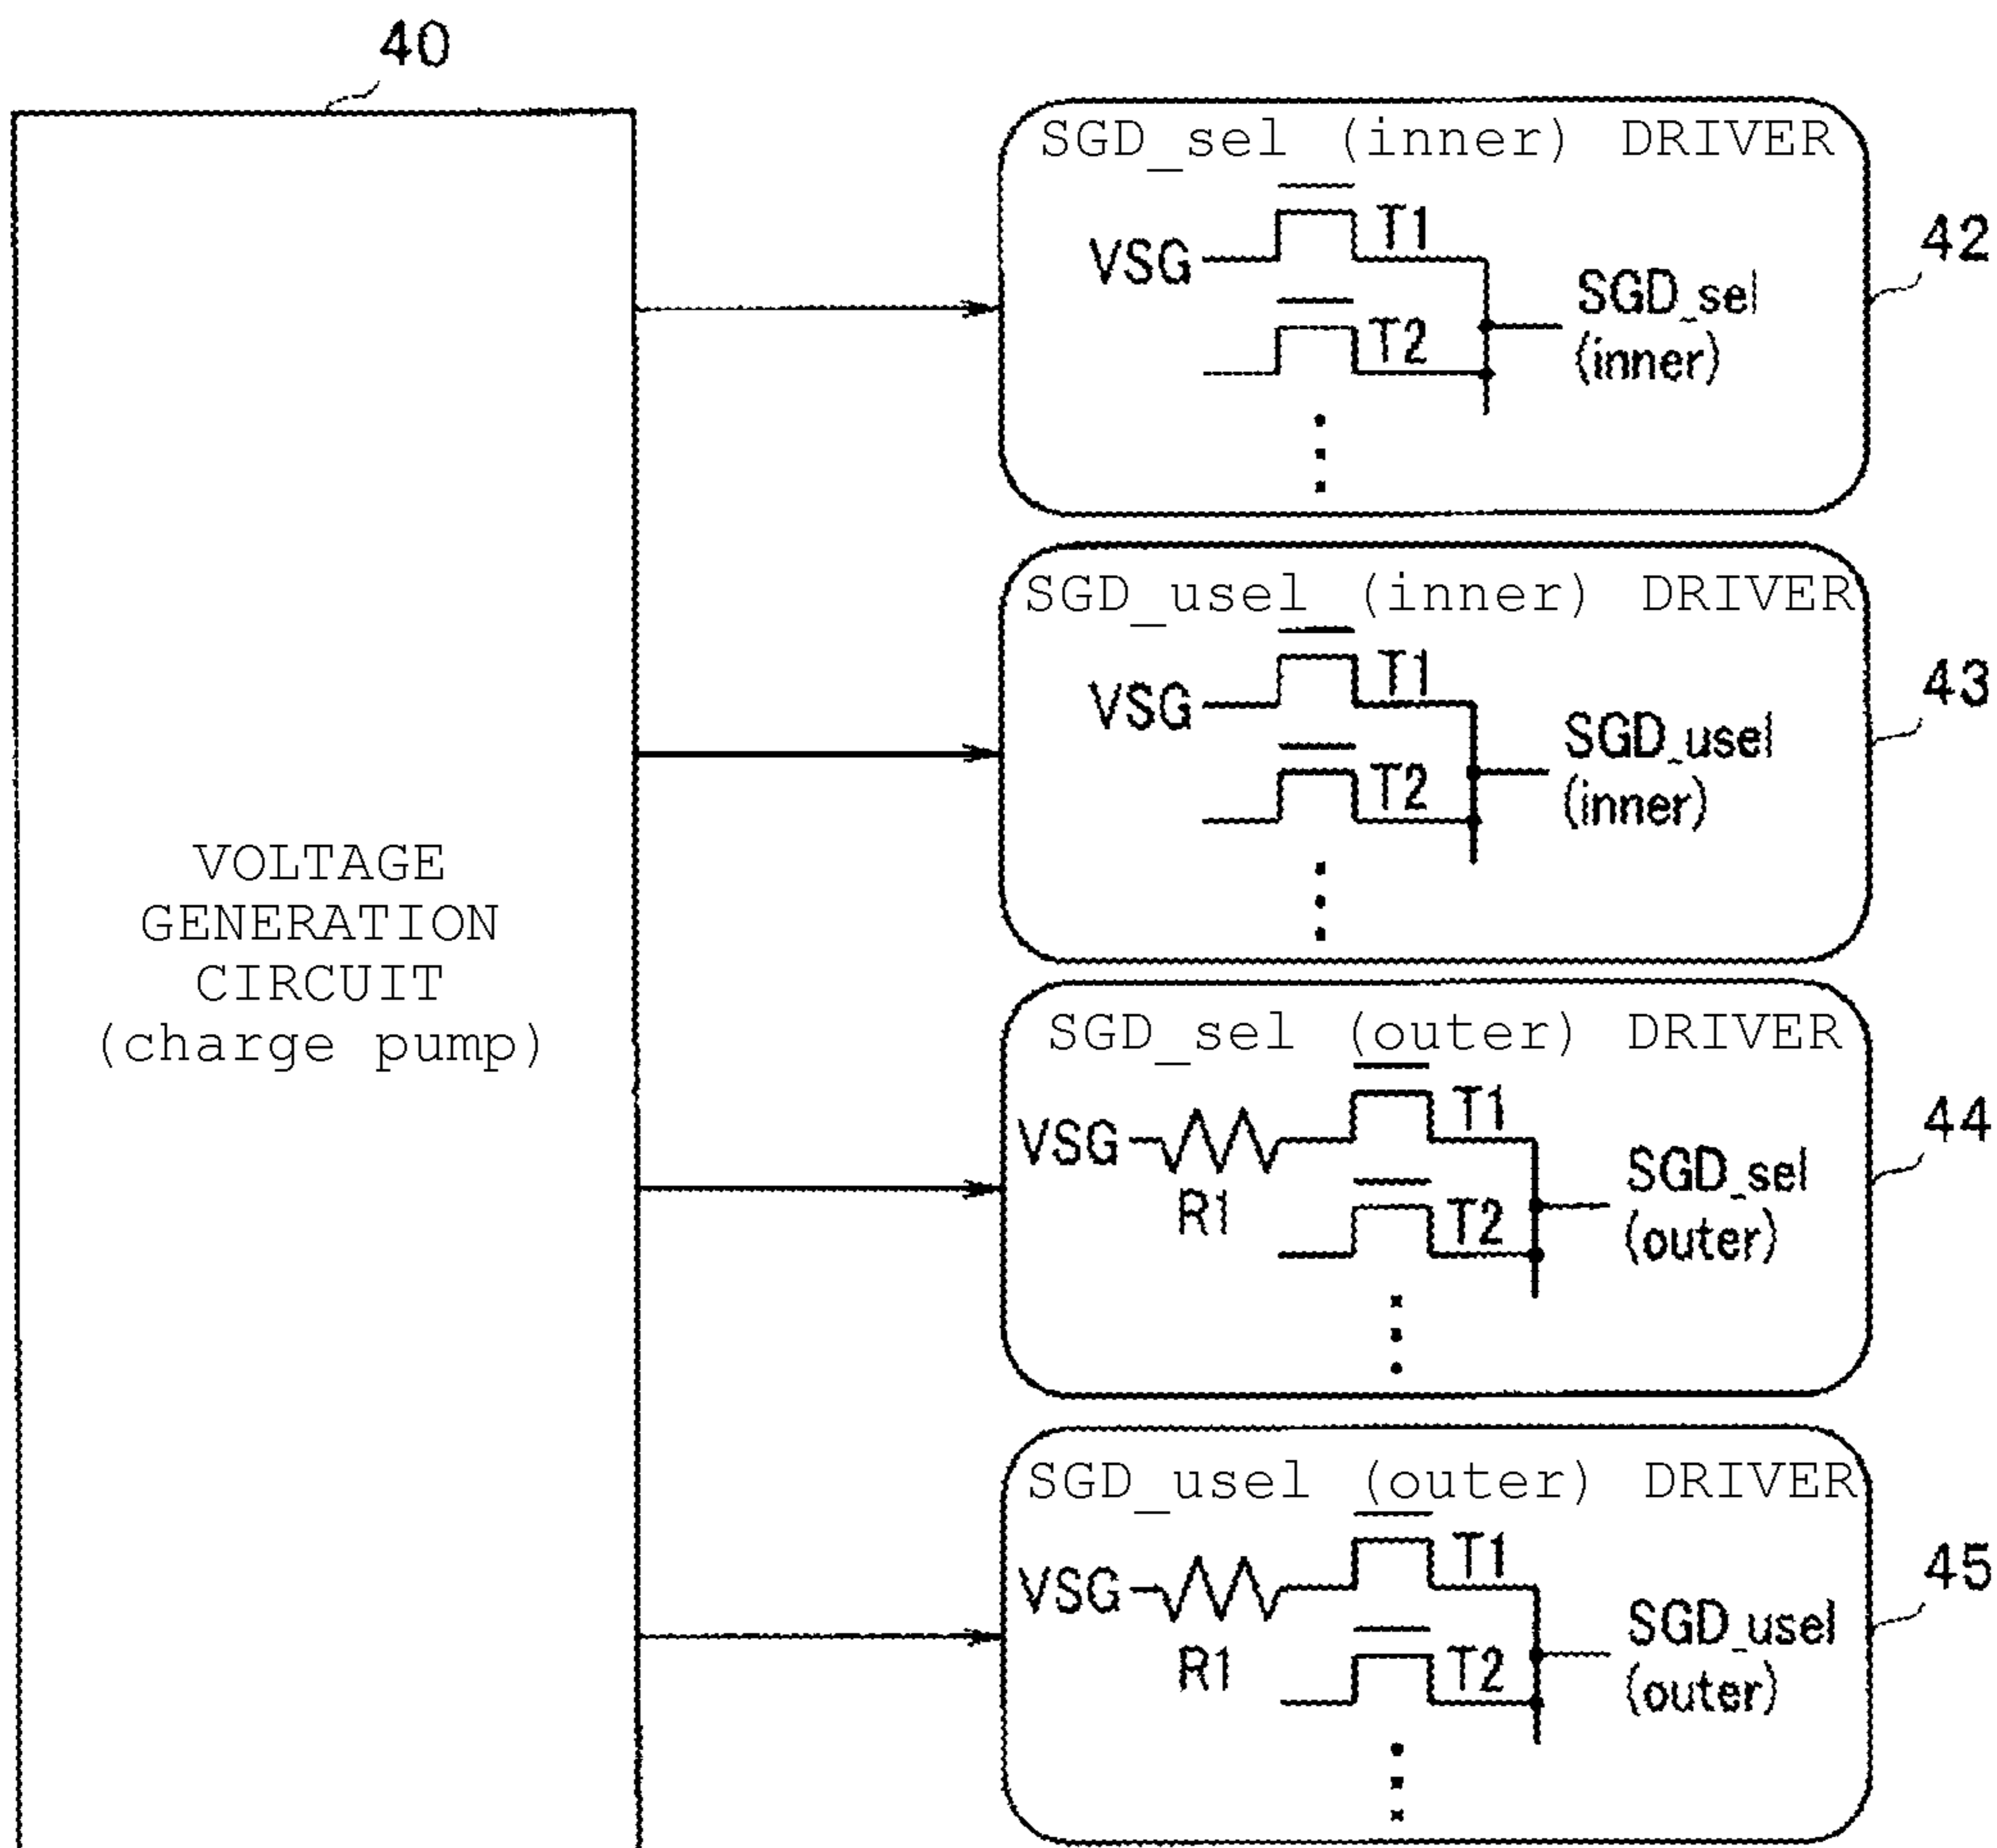 40
VOLTAGE
GENERATION
CIRCUIT
(charge pump)
SGD_sel (inner) DRIVER
VSG
T1
T2
SGD_sel
(inner)
42
SGD_usel (inner) DRIVER
VSG
T1
T2
SGD_usel
(inner)
43
SGD_sel (outer) DRIVER
VSG
R1
T1
T2
SGD_sel
(outer)
44
SGD_usel (outer) DRIVER
VSG
R1
T1
T2
SGD_usel
(outer)
45